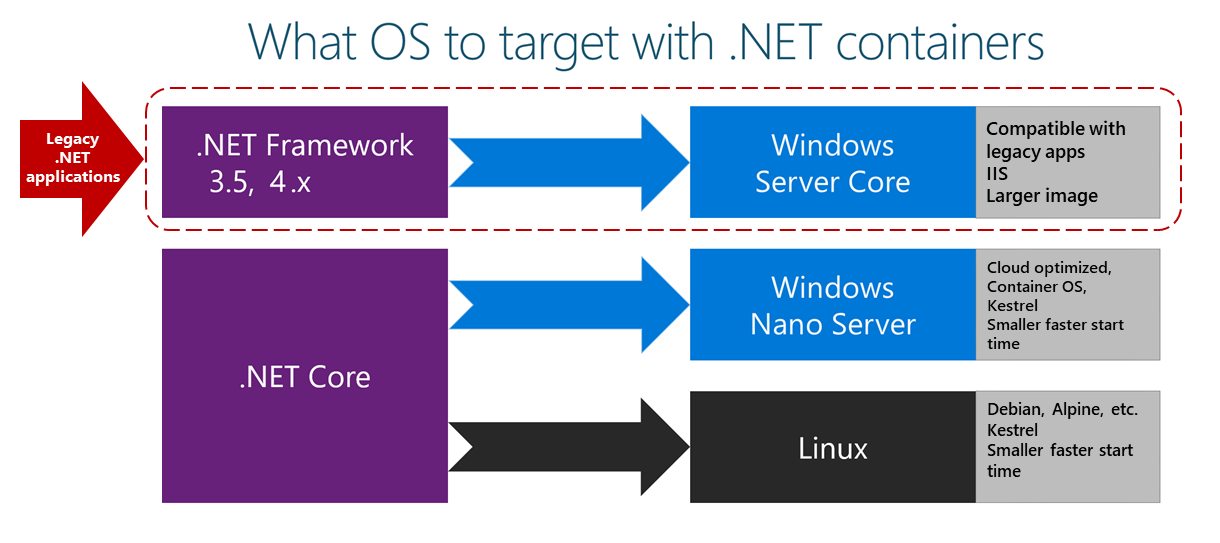 What OS to target with .NET containers
Legacy
.NET
applications
.NET Framework
3.5, 4.x
Windows
Server Core
Compatible with
legacy apps
IIS
Larger image
.NET Core
Windows
Nano Server
Cloud optimized,
Container OS,
Kestrel
Smaller faster start
time
Linux
Debian, Alpine, etc.
Kestrel
Smaller faster start
time